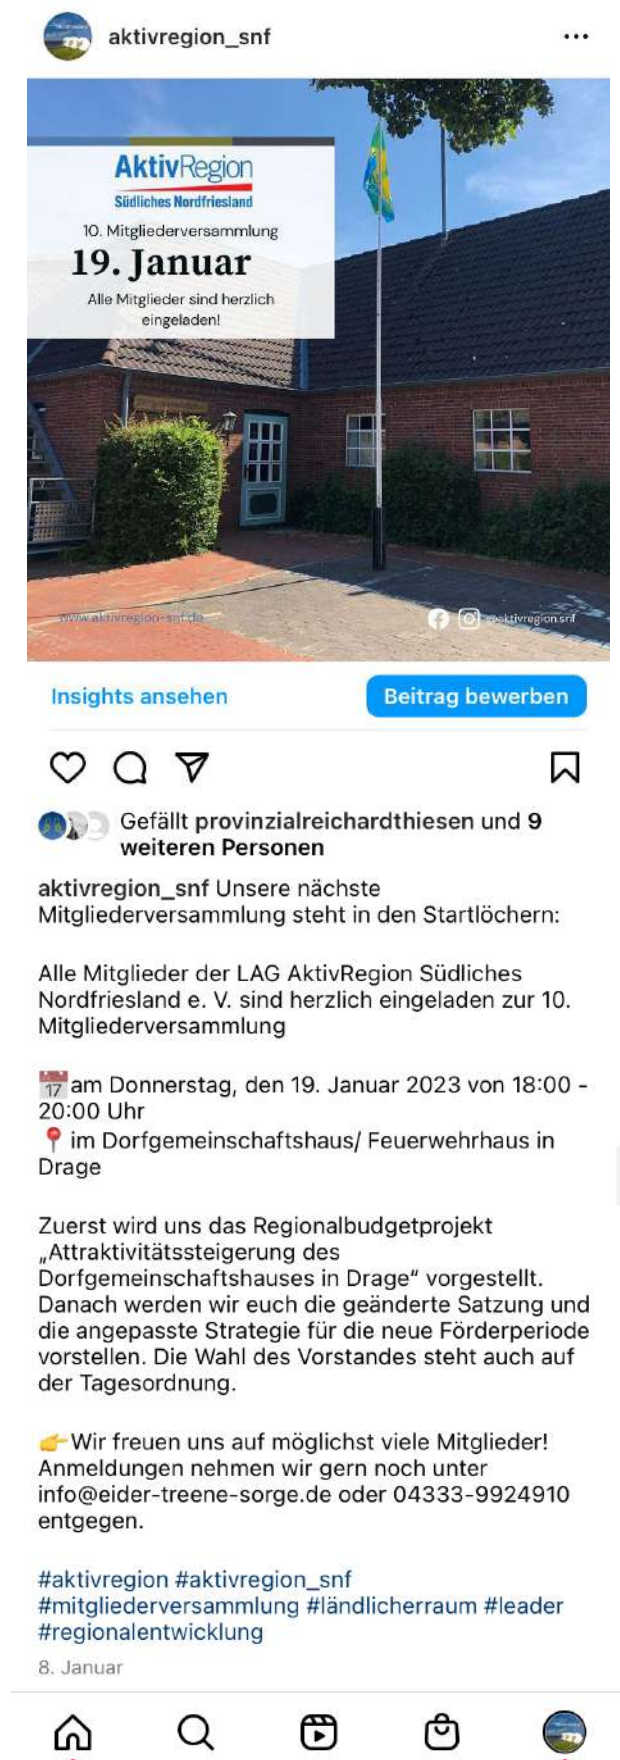 aktivregion_snf
AktivRegion
Südliches Nordfriesland
10. Mitgliederversammlung
19. Januar
Alle Mitglieder sind herzlich
eingeladen!
www.aktivregion-snf.de
@aktivregion.snf
Insights ansehen
Beitrag bewerben
Gefällt provinzialreichardthiesen und 9
weiteren Personen
aktivregion_snf Unsere nächste
Mitgliederversammlung steht in den Startlöchern:
Alle Mitglieder der LAG AktivRegion Südliches
Nordfriesland e. V. sind herzlich eingeladen zur 10.
Mitgliederversammlung
17 am Donnerstag, den 19. Januar 2023 von 18:00 -
20:00 Uhr
im Dorfgemeinschaftshaus/ Feuerwehrhaus in
Drage
Zuerst wird uns das Regionalbudgetprojekt
„Attraktivitätssteigerung des
Dorfgemeinschaftshauses in Drage“ vorgestellt.
Danach werden wir euch die geänderte Satzung und
die angepasste Strategie für die neue Förderperiode
vorstellen. Die Wahl des Vorstandes steht auch auf
der Tagesordnung.
👉Wir freuen uns auf möglichst viele Mitglieder!
Anmeldungen nehmen wir gern noch unter
info@eider-treene-sorge.de oder 04333-9924910
entgegen.
#aktivregion #aktivregion_snf
#mitgliederversammlung #ländlicherraum #leader
#regionalentwicklung
8. Januar